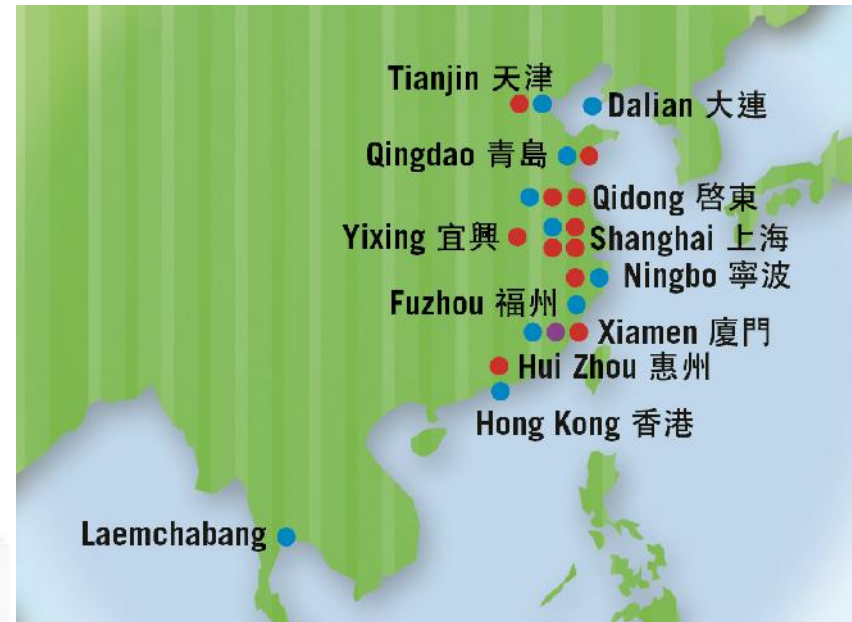 Tianjin 天津
Dalian 大連
Qingdao 青島
Qidong 啓東
Yixing 宜興
Shanghai 上海
Ningbo 寧波
Fuzhou 福州
Xiamen 廈門
Hui Zhou 惠州
Hong Kong 香港
Laemchabang